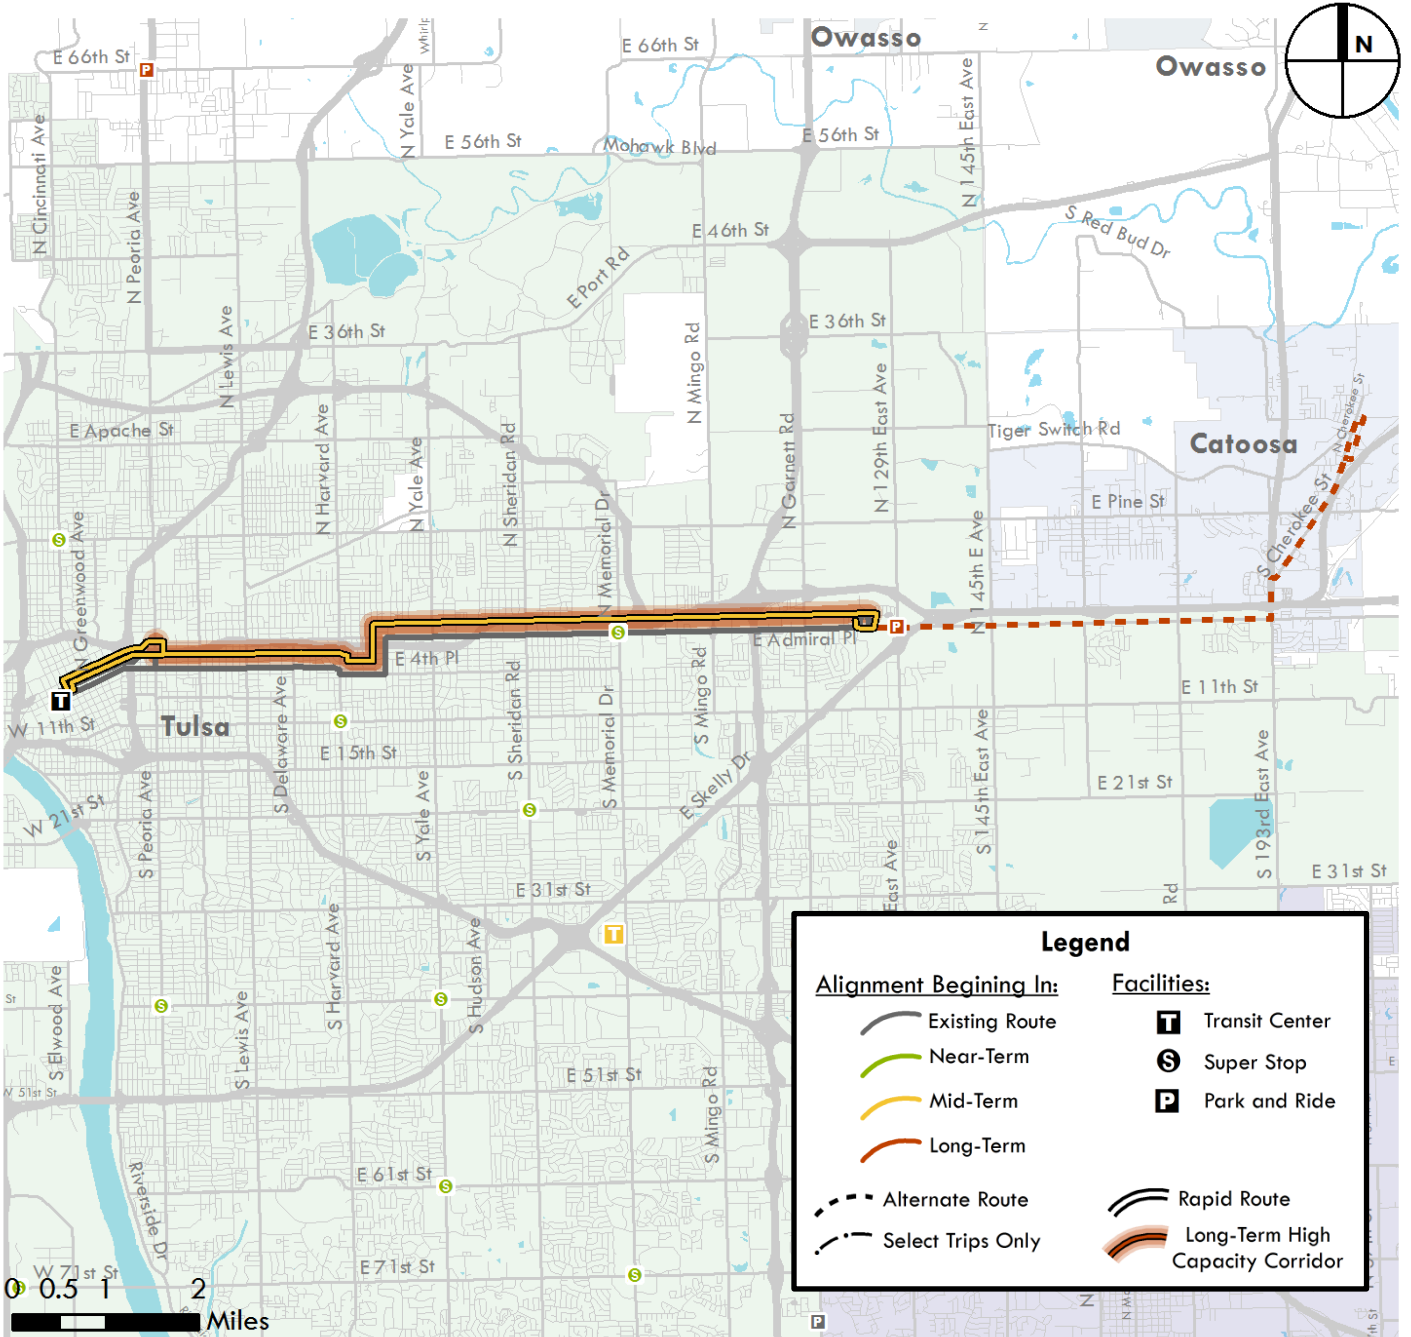 Owasso
Owasso
N
E 66th St
P
Whirlp
E 66th St
N
N Yale Ave
N 145th East Ave
N Cincinnati Ave
E 56th St
Mohawk Blvd
E 56th St
N Peoria Ave
E 46th St
S Red Bud Dr
E Port Rd
E 36th St
E 36th St
N Lewis Ave
N Mingo Rd
N 129th East Ave
N Cherokee St
E Apache St
N Harvard Ave
N Yale Ave
N Sheridan Rd
N Garnett Rd
Tiger Switch Rd
Catoosa
E Pine St
S Cherokee St
S
N Greenwood Ave
N Memorial Dr
N 145th E Ave
S
P
E Admiral Pl
E 4th Pl
T
E 11th St
W 11th St
Tulsa
S
S Delaware Ave
S Sheridan Rd
S Memorial Dr
S Mingo Rd
E 15th St
S 145th East Ave
S 193rd East Ave
E 21st St
W 21st St
S Peoria Ave
S Yale Ave
S
E Skelly Dr
E 31st St
East Ave
Rd
E 31st St
T
S Harvard Ave
S Hudson Ave
S Elwood Ave
St
S
S
S Lewis Ave
W 51st St
E 51st St
S Mingo Rd
Riverside Dr
E 61st St
S
W 71st St
E 71st St
S
S
P
Legend
Alignment Begining In:
Existing Route
Near-Term
Mid-Term
Long-Term
Alternate Route
Select Trips Only
Facilities:
T Transit Center
S Super Stop
P Park and Ride
Rapid Route
Long-Term High
Capacity Corridor
E
N
th St
0 0.5 1 2
Miles